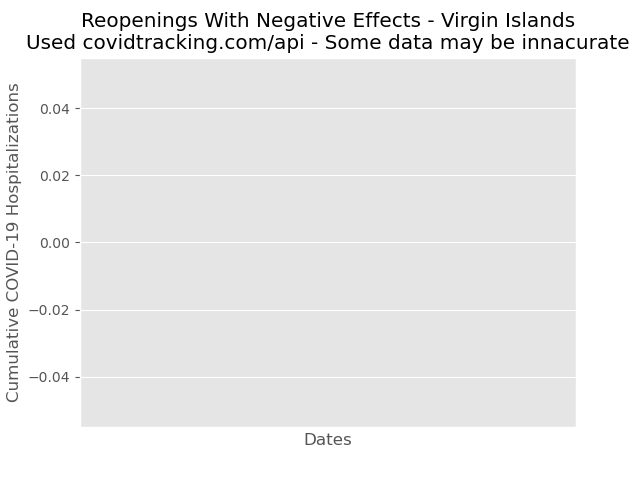 Reopenings With Negative Effects - Virgin Islands
Used covidtracking.com/api - Some data may be innacurate
Cumulative COVID-19 Hospitalizations
0.04
0.02
0.00
−0.02
−0.04
Dates